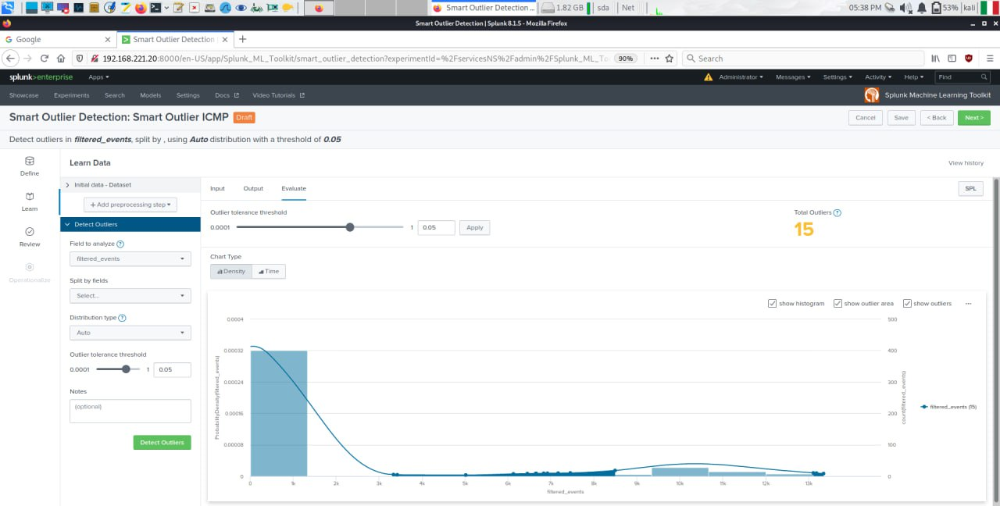 Smart Outlier Detection ...
1.82 GB
sda
Net
05:38 PM
53%
kali
Smart Outlier Detection | Splunk 8.1.5 - Mozilla Firefox
Google
Smart Outlier Detection
192.168.221.20:8000/en-US/app/Splunk_ML_Toolkit/smart_outlier_detection?experimentId=%2FservicesNS%2Fadmin%2FSplunk_ML_To
90%
Search
splunk>enterprise
Apps
Administrator
Messages
Settings
Activity
Help
Find
Showcase
Experiments
Search
Models
Settings
Docs
Video Tutorials
Splunk Machine Learning Toolkit
Smart Outlier Detection: Smart Outlier ICMP
Draft
Cancel
Save
< Back
Next >
Detect outliers in filtered_events, split by , using Auto distribution with a threshold of 0.05
Define
Learn
Review
Operationalize
Learn Data
View history
Initial data - Dataset
+ Add preprocessing step
Detect Outliers
Field to analyze ?
filtered_events
Split by fields
Select...
Distribution type ?
Auto
Outlier tolerance threshold
0.0001
1
0.05
Notes
(optional)
Detect Outliers
Input
Output
Evaluate
SPL
Outlier tolerance threshold
0.0001
1
0.05
Apply
Total Outliers ?
15
Chart Type
Density
Time
show histogram
show outlier area
show outliers
...
0.0004
0.00032
0.00024
0.00016
0.00008
0
ProbabilityDensity(filtered_events)
500
400
300
200
100
0
count(filtered_events)
filtered_events (15)
0
1k
2k
3k
4k
5k
6k
7k
8k
9k
10k
11k
12k
13k
filtered_events